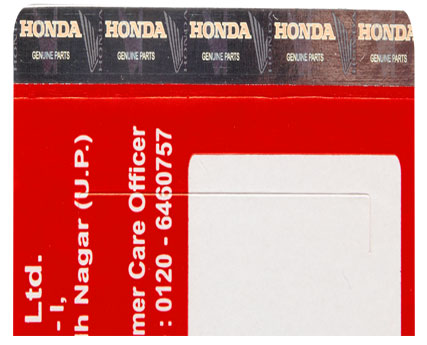 HONDA HONDA HONDA HONDA HONDA
GENUINE PARTS GENUINE PARTS GENUINE PARTS GENUINE PARTS GENUINE PARTS
Ltd.
- I,
Nagar (U.P.)
Care Officer
: 0120 - 6460757